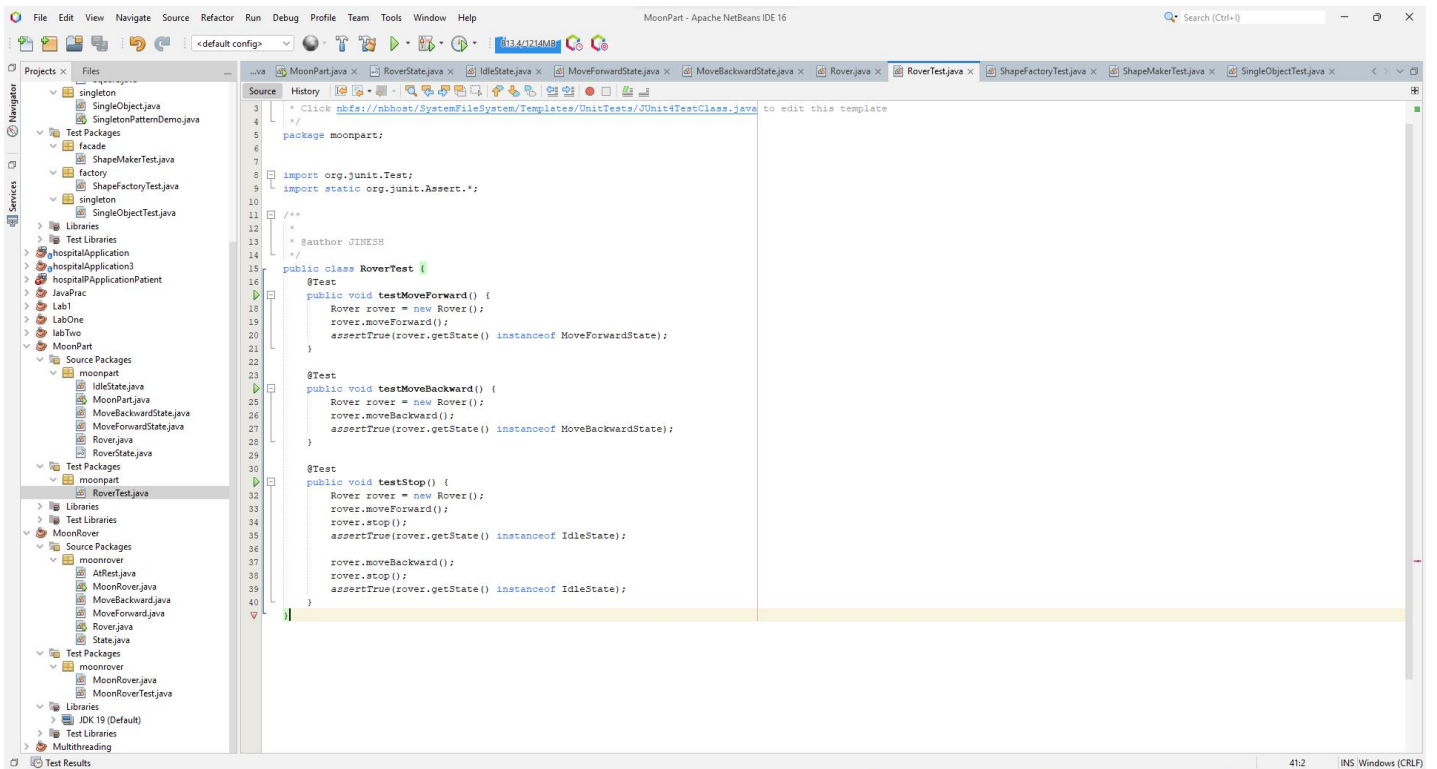 File Edit View Navigate Source Refactor Run Debug Profile Team Tools Window Help
MoonPart - Apache NetBeans IDE 16
Search (Ctrl+I)
<default config>
813.4/1214MB
Projects × Files
...va MoonPart.java × RoverState.java × IdleState.java × MoveForwardState.java × MoveBackwardState.java × Rover.java × RoverTest.java × ShapeFactoryTest.java × ShapeMakerTest.java × SingleObjectTest.java ×
Navigator
Services
singleton
SingleObject.java
SingletonPatternDemo.java
Test Packages
facade
ShapeMakerTest.java
factory
ShapeFactoryTest.java
singleton
SingleObjectTest.java
Libraries
Test Libraries
hospitalApplication
hospitalApplication3
hospitalPApplicationPatient
JavaPrac
Lab1
LabOne
labTwo
MoonPart
Source Packages
moonpart
IdleState.java
MoonPart.java
MoveBackwardState.java
MoveForwardState.java
Rover.java
RoverState.java
Test Packages
moonpart
RoverTest.java
Libraries
Test Libraries
MoonRover
Source Packages
moonrover
AtRest.java
MoonRover.java
MoveBackward.java
MoveForward.java
Rover.java
State.java
Test Packages
moonrover
MoonRover.java
MoonRoverTest.java
Libraries
JDK 19 (Default)
Test Libraries
Multithreading
Source History
3 * Click nbfs://nbhost/SystemFileSystem/Templates/UnitTests/JUnit4TestClass.java to edit this template
4 */
5 package moonpart;
6
7
8 import org.junit.Test;
9 import static org.junit.Assert.*;
10
11 /**
12 *
13 * @author JINESH
14 */
15 public class RoverTest {
16 @Test
public void testMoveForward() {
18 Rover rover = new Rover();
19 rover.moveForward();
20 assertTrue(rover.getState() instanceof MoveForwardState);
21 }
22
23 @Test
public void testMoveBackward() {
25 Rover rover = new Rover();
26 rover.moveBackward();
27 assertTrue(rover.getState() instanceof MoveBackwardState);
28 }
29
30 @Test
public void testStop() {
32 Rover rover = new Rover();
33 rover.moveForward();
34 rover.stop();
35 assertTrue(rover.getState() instanceof IdleState);
36
37 rover.moveBackward();
38 rover.stop();
39 assertTrue(rover.getState() instanceof IdleState);
40 }
}
Test Results
41:2 INS Windows (CRLF)